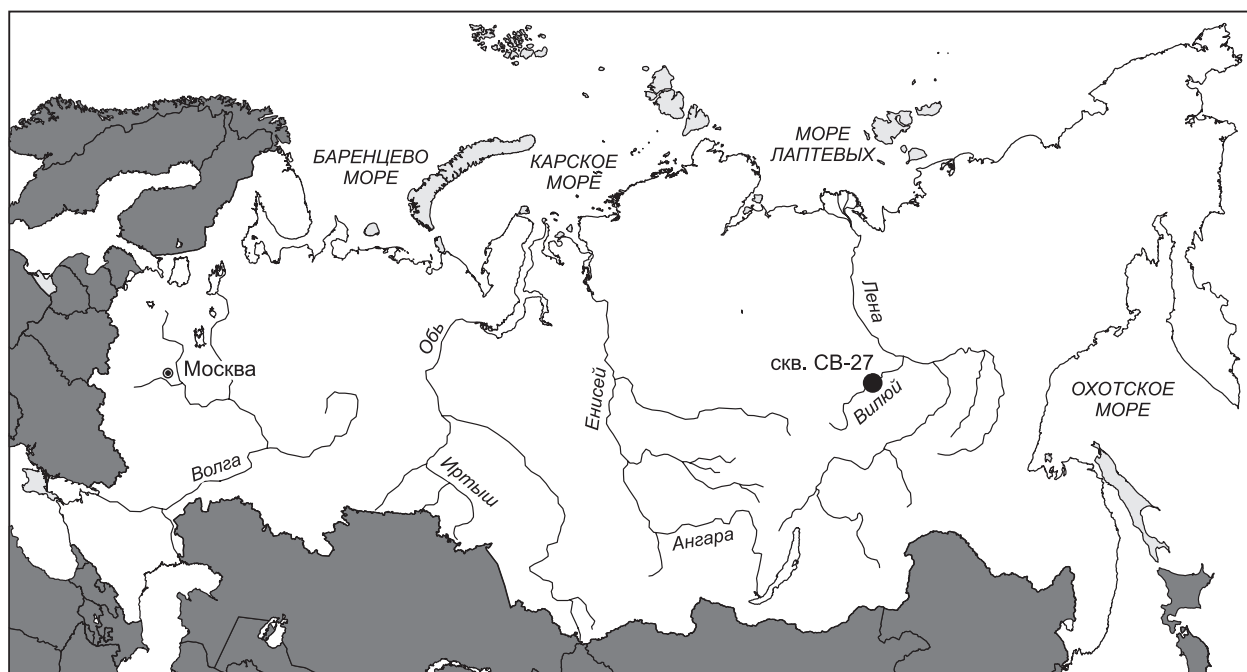 БАРЕНЦЕВО
МОРЕ
КАРСКОЕ
МОРЕ
МОРЕ
ЛАПТЕВЫХ
Лена
Обь
скв. СВ-27
Москва
Вилюй
Енисей
ОХОТСКОЕ
МОРЕ
Волга
Иртыш
Ангара